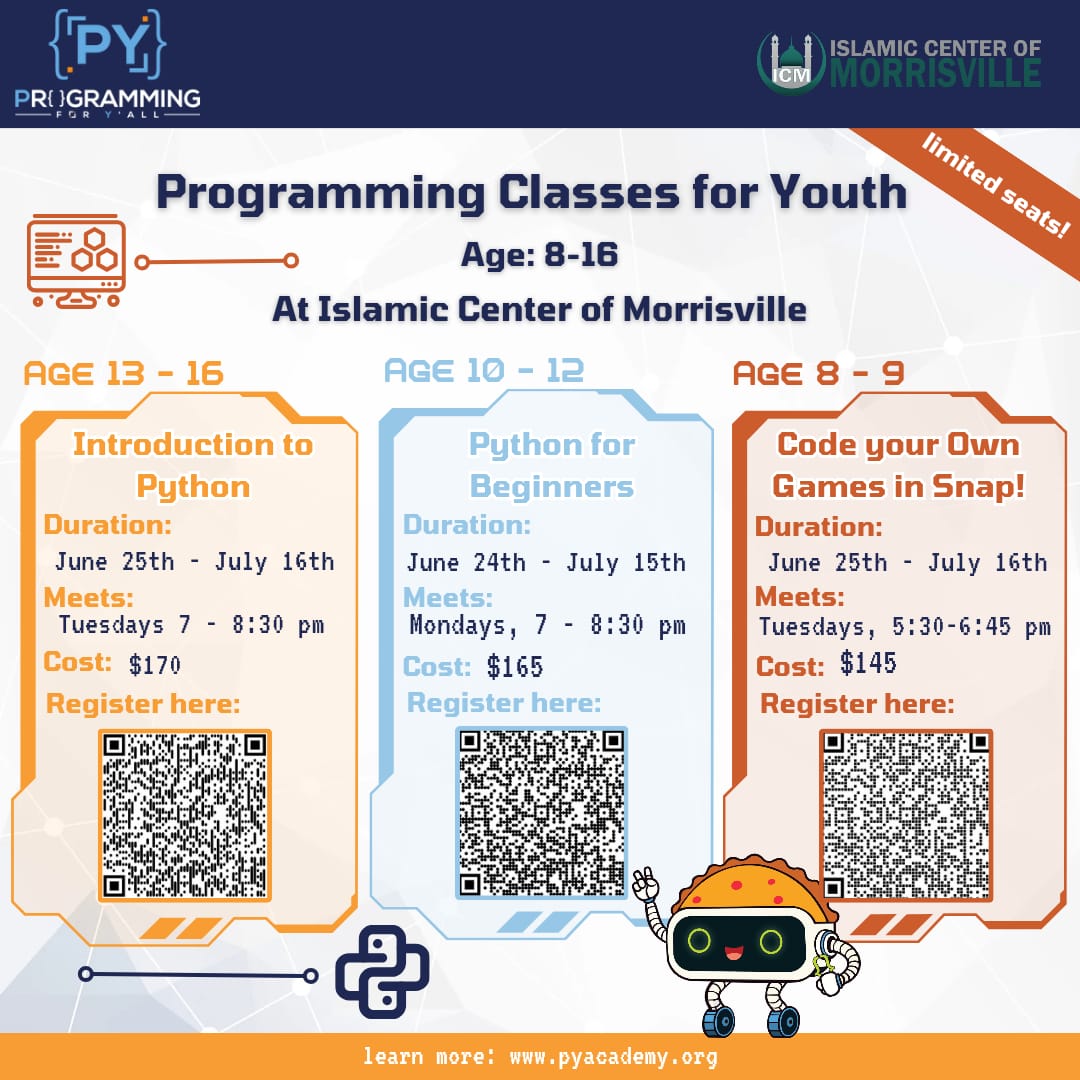 {[PY]}
PR{ }GRAMMING
FOR Y'ALL
ICM
ISLAMIC CENTER OF
MORRISVILLE
limited seats!
Programming Classes for Youth
Age: 8-16
At Islamic Center of Morrisville
AGE 13 - 16
Introduction to
Python
Duration:
June 25th - July 16th
Meets:
Tuesdays 7 - 8:30 pm
Cost: $170
Register here:
AGE 10 - 12
Python for
Beginners
Duration:
June 24th - July 15th
Meets:
Mondays, 7 - 8:30 pm
Cost: $165
Register here:
AGE 8 - 9
Code your Own
Games in Snap!
Duration:
June 25th - July 16th
Meets:
Tuesdays, 5:30-6:45 pm
Cost: $145
Register here:
learn more: www.pyacademy.org